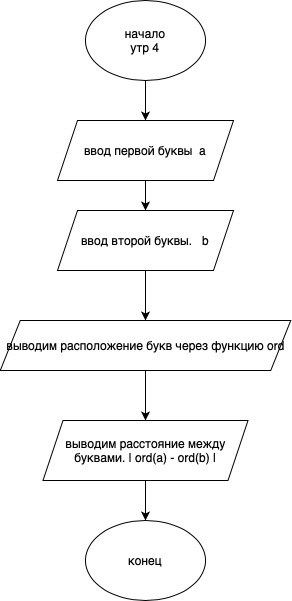 начало
утр 4
ввод первой буквы a
ввод второй буквы. b
выводим расположение букв через функцию ord
выводим расстояние между
буквами. | ord(a) - ord(b) |
конец